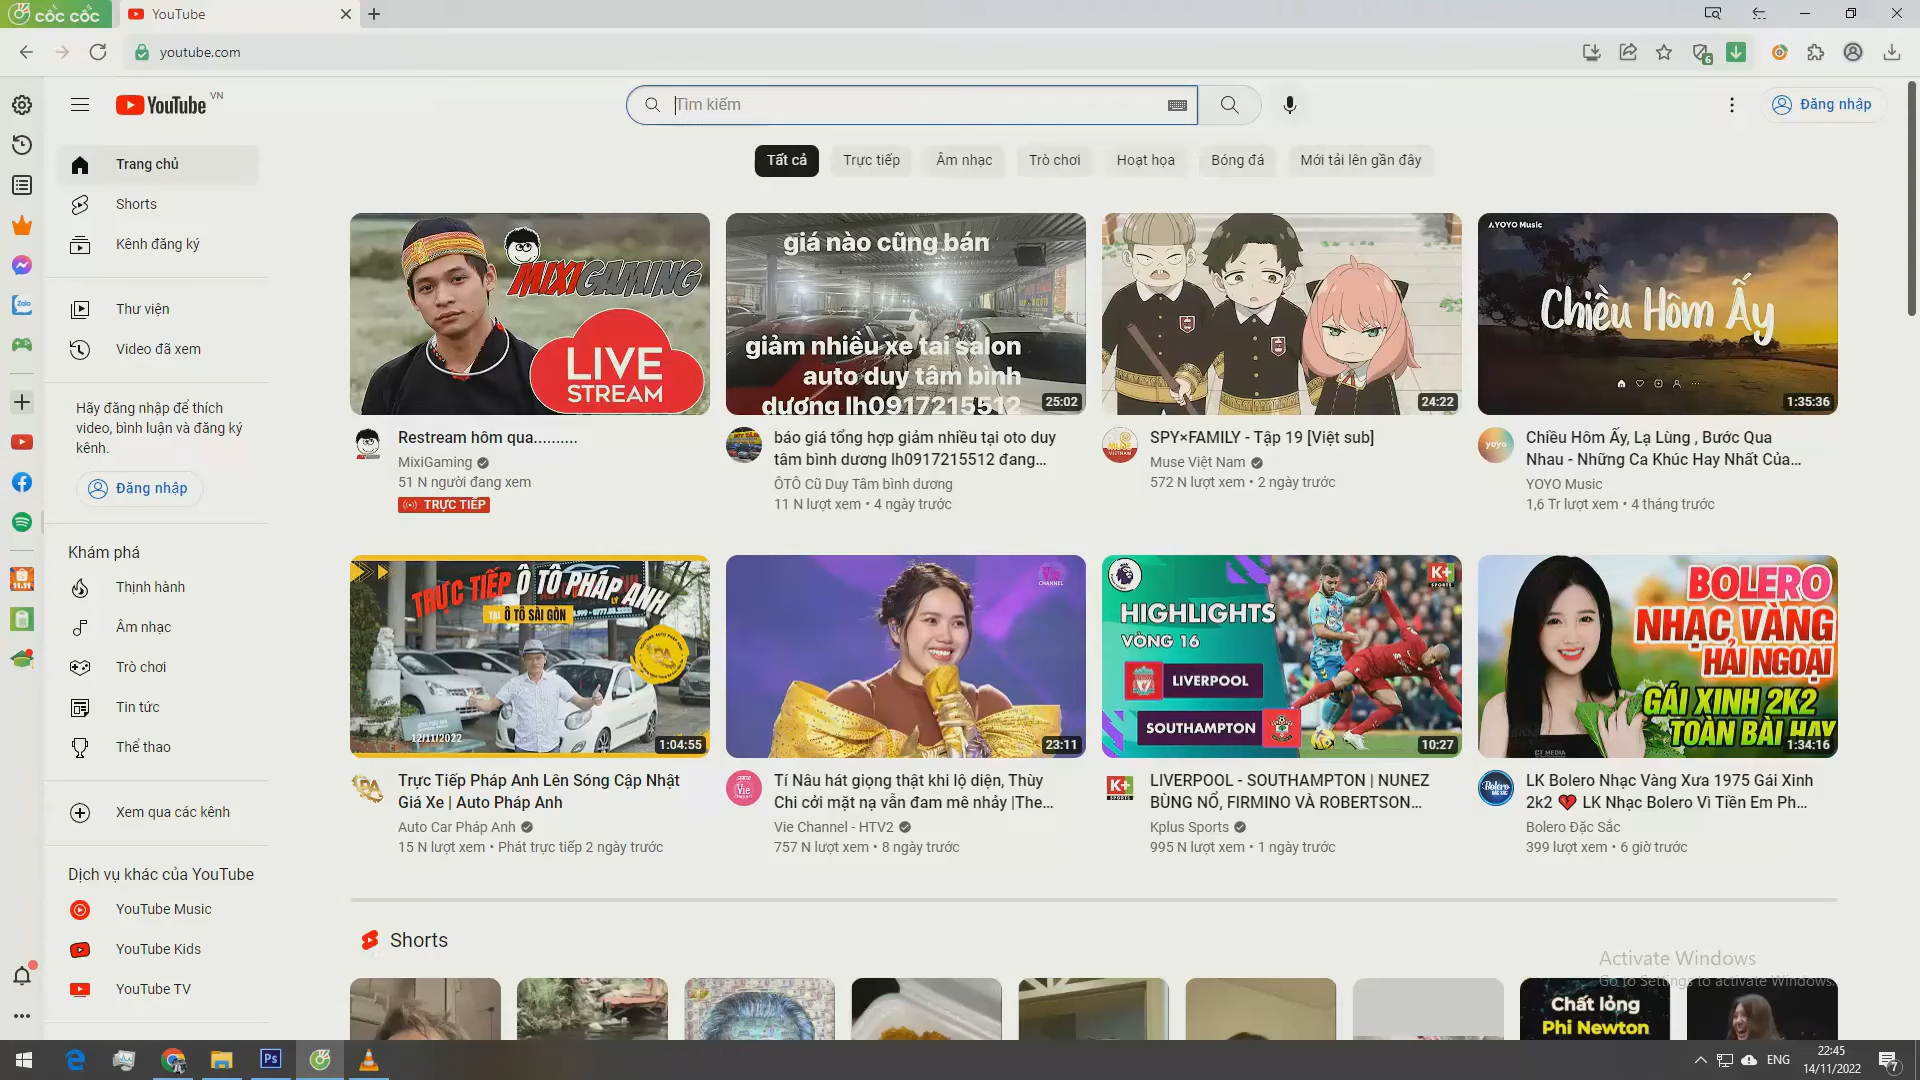 cốc cốc
YouTube
youtube.com
YouTube VN
Tìm kiếm
Đăng nhập
Trang chủ
Shorts
Kênh đăng ký
Thư viện
Video đã xem
Hãy đăng nhập để thích
video, bình luận và đăng ký
kênh.
Đăng nhập
Khám phá
Thịnh hành
Âm nhạc
Trò chơi
Tin tức
Thể thao
Xem qua các kênh
Dịch vụ khác của YouTube
YouTube Music
YouTube Kids
YouTube TV
Tất cả
Trực tiếp
Âm nhạc
Trò chơi
Hoạt họa
Bóng đá
Mới tải lên gần đây
MIXIGAMING
LIVE
STREAM
Restream hôm qua..........
MixiGaming
51 N người đang xem
TRỰC TIẾP
giá nào cũng bán
giảm nhiều xe tai salon
auto duy tâm bình
dương lh0917215512
25:02
báo giá tổng hợp giảm nhiều tại oto duy
tâm bình dương lh0917215512 đang...
ÔTÔ Cũ Duy Tâm bình dương
11 N lượt xem • 4 ngày trước
24:22
SPY×FAMILY - Tập 19 [Việt sub]
Muse Việt Nam
572 N lượt xem • 2 ngày trước
YOYO Music
Chiều Hôm Ấy
1:35:36
yoyo
Chiều Hôm Ấy, Lạ Lùng , Bước Qua
Nhau - Những Ca Khúc Hay Nhất Của...
YOYO Music
1,6 Tr lượt xem • 4 tháng trước
TRỰC TIẾP Ô TÔ PHÁP ANH
TẠI Ô TÔ SÀI GÒN
12/11/2022
1:04:55
Trực Tiếp Pháp Anh Lên Sóng Cập Nhật
Giá Xe | Auto Pháp Anh
Auto Car Pháp Anh
15 N lượt xem • Phát trực tiếp 2 ngày trước
Vie
CHANNEL
23:11
Vie
Tí Nâu hát giọng thật khi lộ diện, Thùy
Chi cởi mặt nạ vẫn đam mê nhảy |The...
Vie Channel - HTV2
757 N lượt xem • 8 ngày trước
K+
SPORTS
HIGHLIGHTS
VÒNG 16
LIVERPOOL
SOUTHAMPTON
10:27
K+
SPORTS
LIVERPOOL - SOUTHAMPTON | NUNEZ
BÙNG NỔ, FIRMINO VÀ ROBERTSON...
Kplus Sports
995 N lượt xem • 1 ngày trước
BOLERO
NHẠC VÀNG
HẢI NGOẠI
GÁI XINH 2K2
TOÀN BÀI HAY
CT MEDIA
1:34:16
Bolero
LK Bolero Nhạc Vàng Xưa 1975 Gái Xinh
2k2 💔 LK Nhạc Bolero Vì Tiền Em Ph...
Bolero Đặc Sắc
399 lượt xem • 6 giờ trước
Shorts
Chất lỏng
Phi Newton
Activate Windows
Go to Settings to activate Windows.
Zalo
11.11
Ps
ENG
22:45
14/11/2022
7